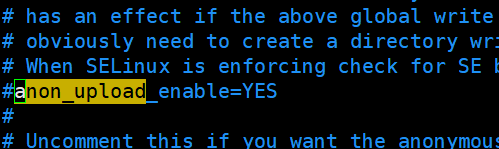 # has an effect if the above global write
# obviously need to create a directory wri
# When SELinux is enforcing check for SE b
#anon_upload_enable=YES
#
# Uncomment this if you want the anonymous